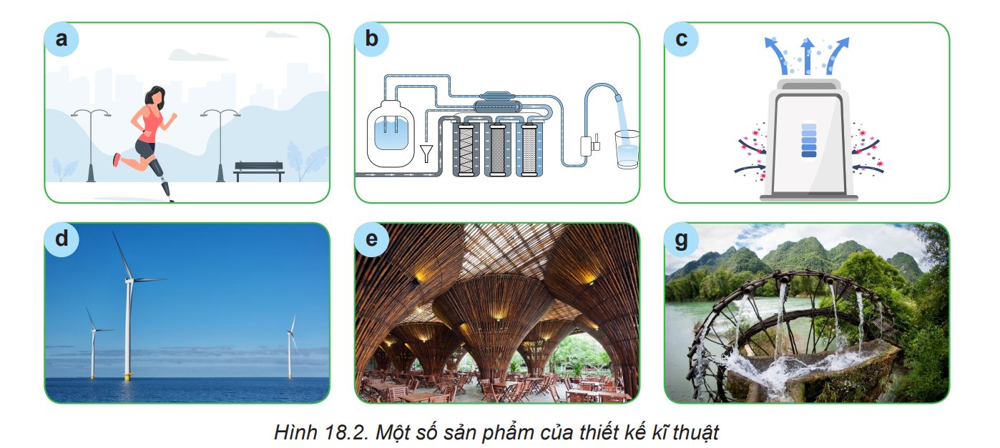 a
b
c
d
e
g
Hình 18.2. Một số sản phẩm của thiết kế kĩ thuật